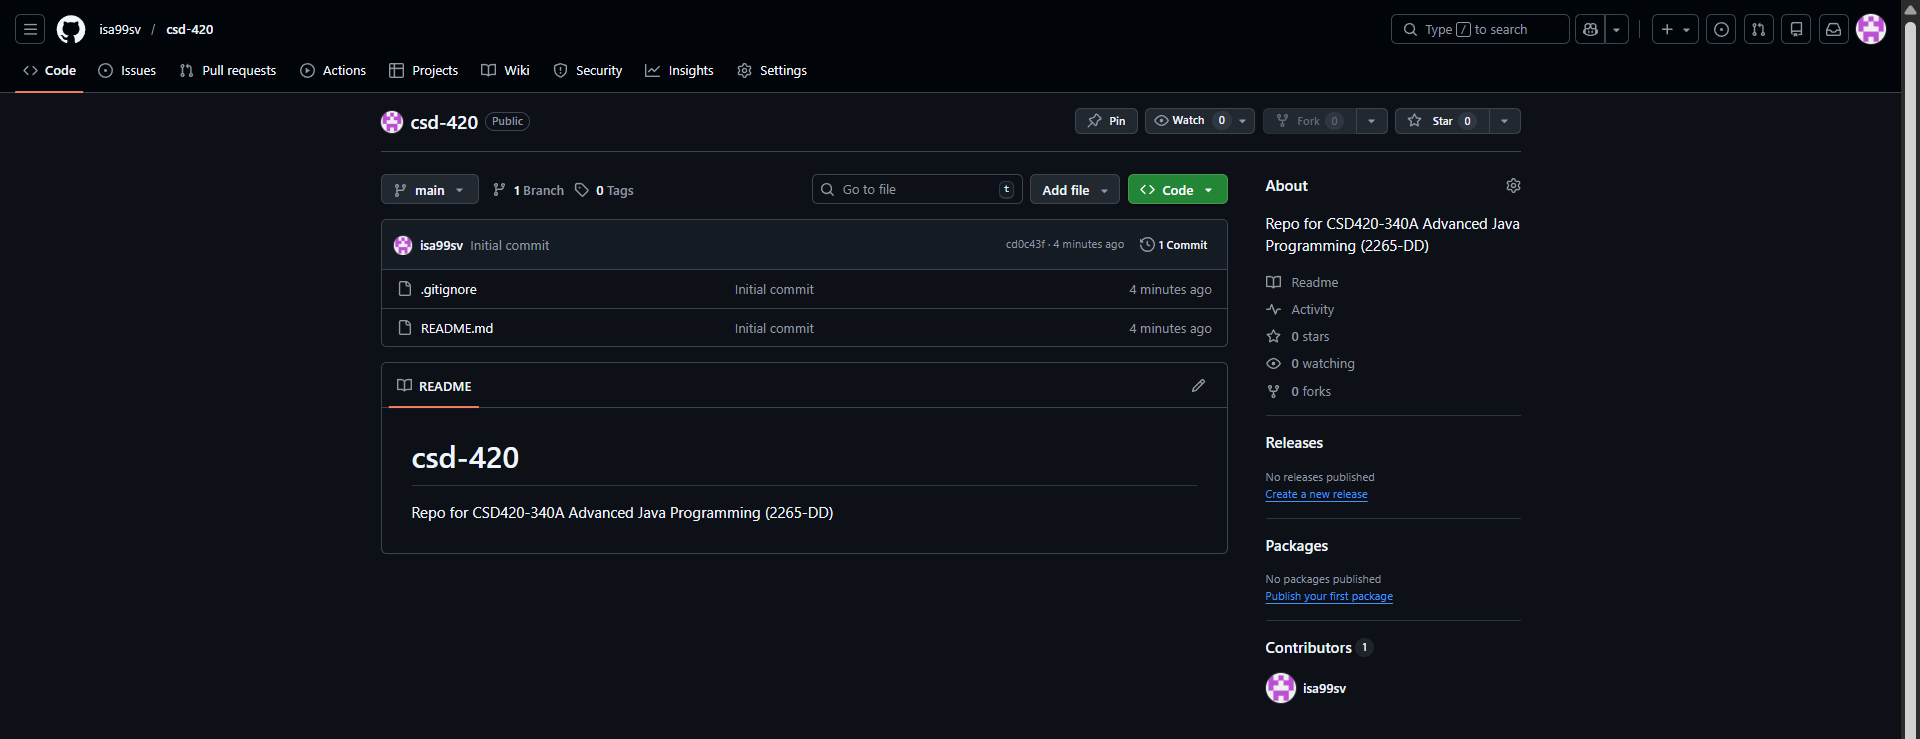 isa99sv / csd-420
Type / to search
Code Issues Pull requests Actions Projects Wiki Security Insights Settings
csd-420 Public
Pin Watch 0 Fork 0 Star 0
main 1 Branch 0 Tags
Go to file t
Add file
Code
isa99sv Initial commit cd0c43f · 4 minutes ago 1 Commit
.gitignore Initial commit 4 minutes ago
README.md Initial commit 4 minutes ago
README
csd-420
Repo for CSD420-340A Advanced Java Programming (2265-DD)
About
Repo for CSD420-340A Advanced Java
Programming (2265-DD)
Readme
Activity
0 stars
0 watching
0 forks
Releases
No releases published
Create a new release
Packages
No packages published
Publish your first package
Contributors 1
isa99sv